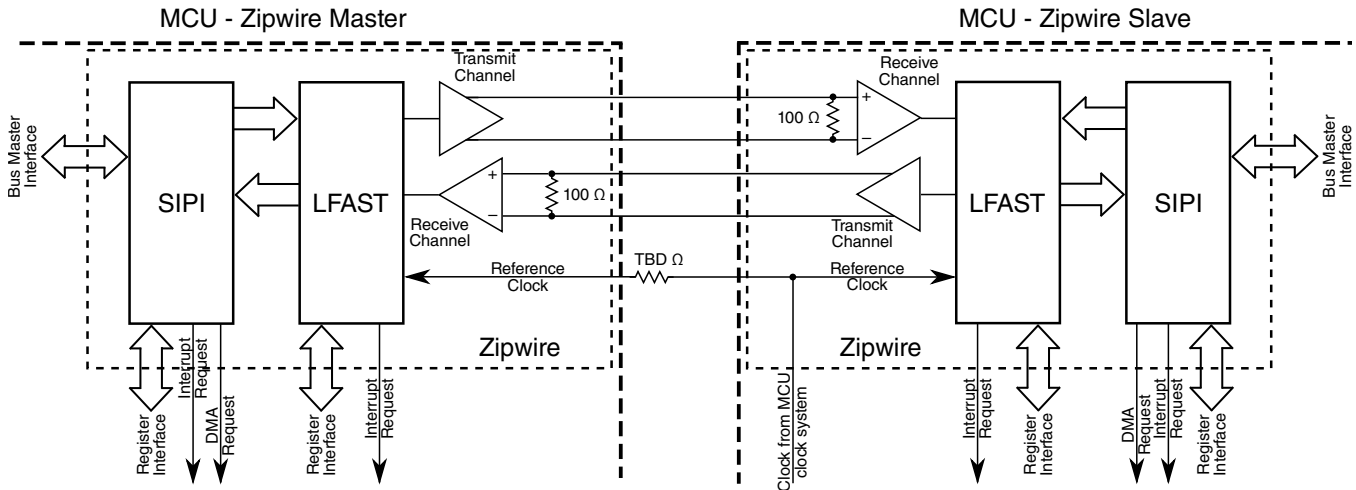 MCU - Zipwire Master
MCU - Zipwire Slave
Transmit
Channel
Receive
Channel
Bus Master
Interface
SIPI
LFAST
+
−
100 Ω
+
−
100 Ω
Receive
Channel
Transmit
Channel
LFAST
SIPI
Bus Master
Interface
Reference
Clock
TBD Ω
Reference
Clock
Zipwire
Zipwire
Register
Interface
Interrupt
Request
DMA
Request
Register
Interface
Interrupt
Request
Clock from MCU
clock system
Interrupt
Request
Register
Interface
DMA
Request
Interrupt
Request
Register
Interface